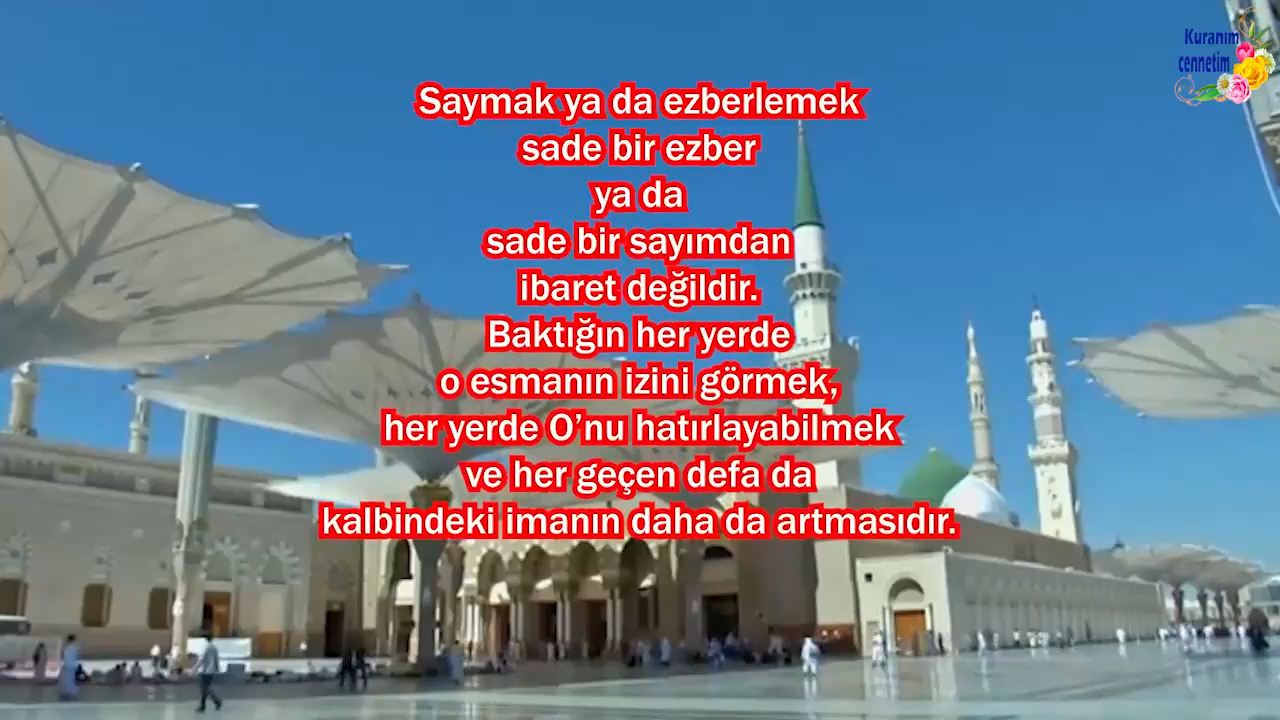 Kuranım
cennetim
Saymak ya da ezberlemek
sade bir ezber
ya da
sade bir sayımdan
ibaret değildir.
Baktığın her yerde
o esmanın izini görmek,
her yerde O’nu hatırlayabilmek
ve her geçen defa da
kalbindeki imanın daha da artmasıdır.